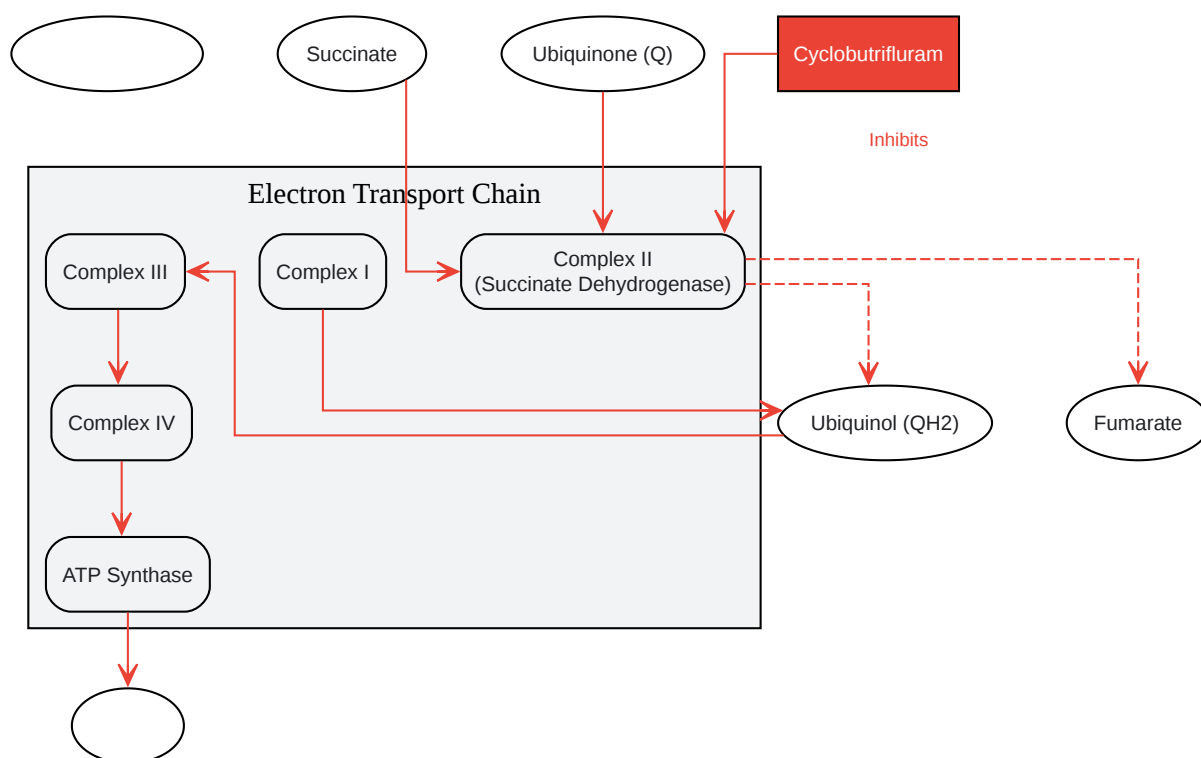 Succinate
Ubiquinone (Q)
Cyclobutrifluram
Inhibits
Electron Transport Chain
Complex III
Complex I
Complex II
(Succinate Dehydrogenase)
Complex IV
Ubiquinol (QH2)
Fumarate
ATP Synthase